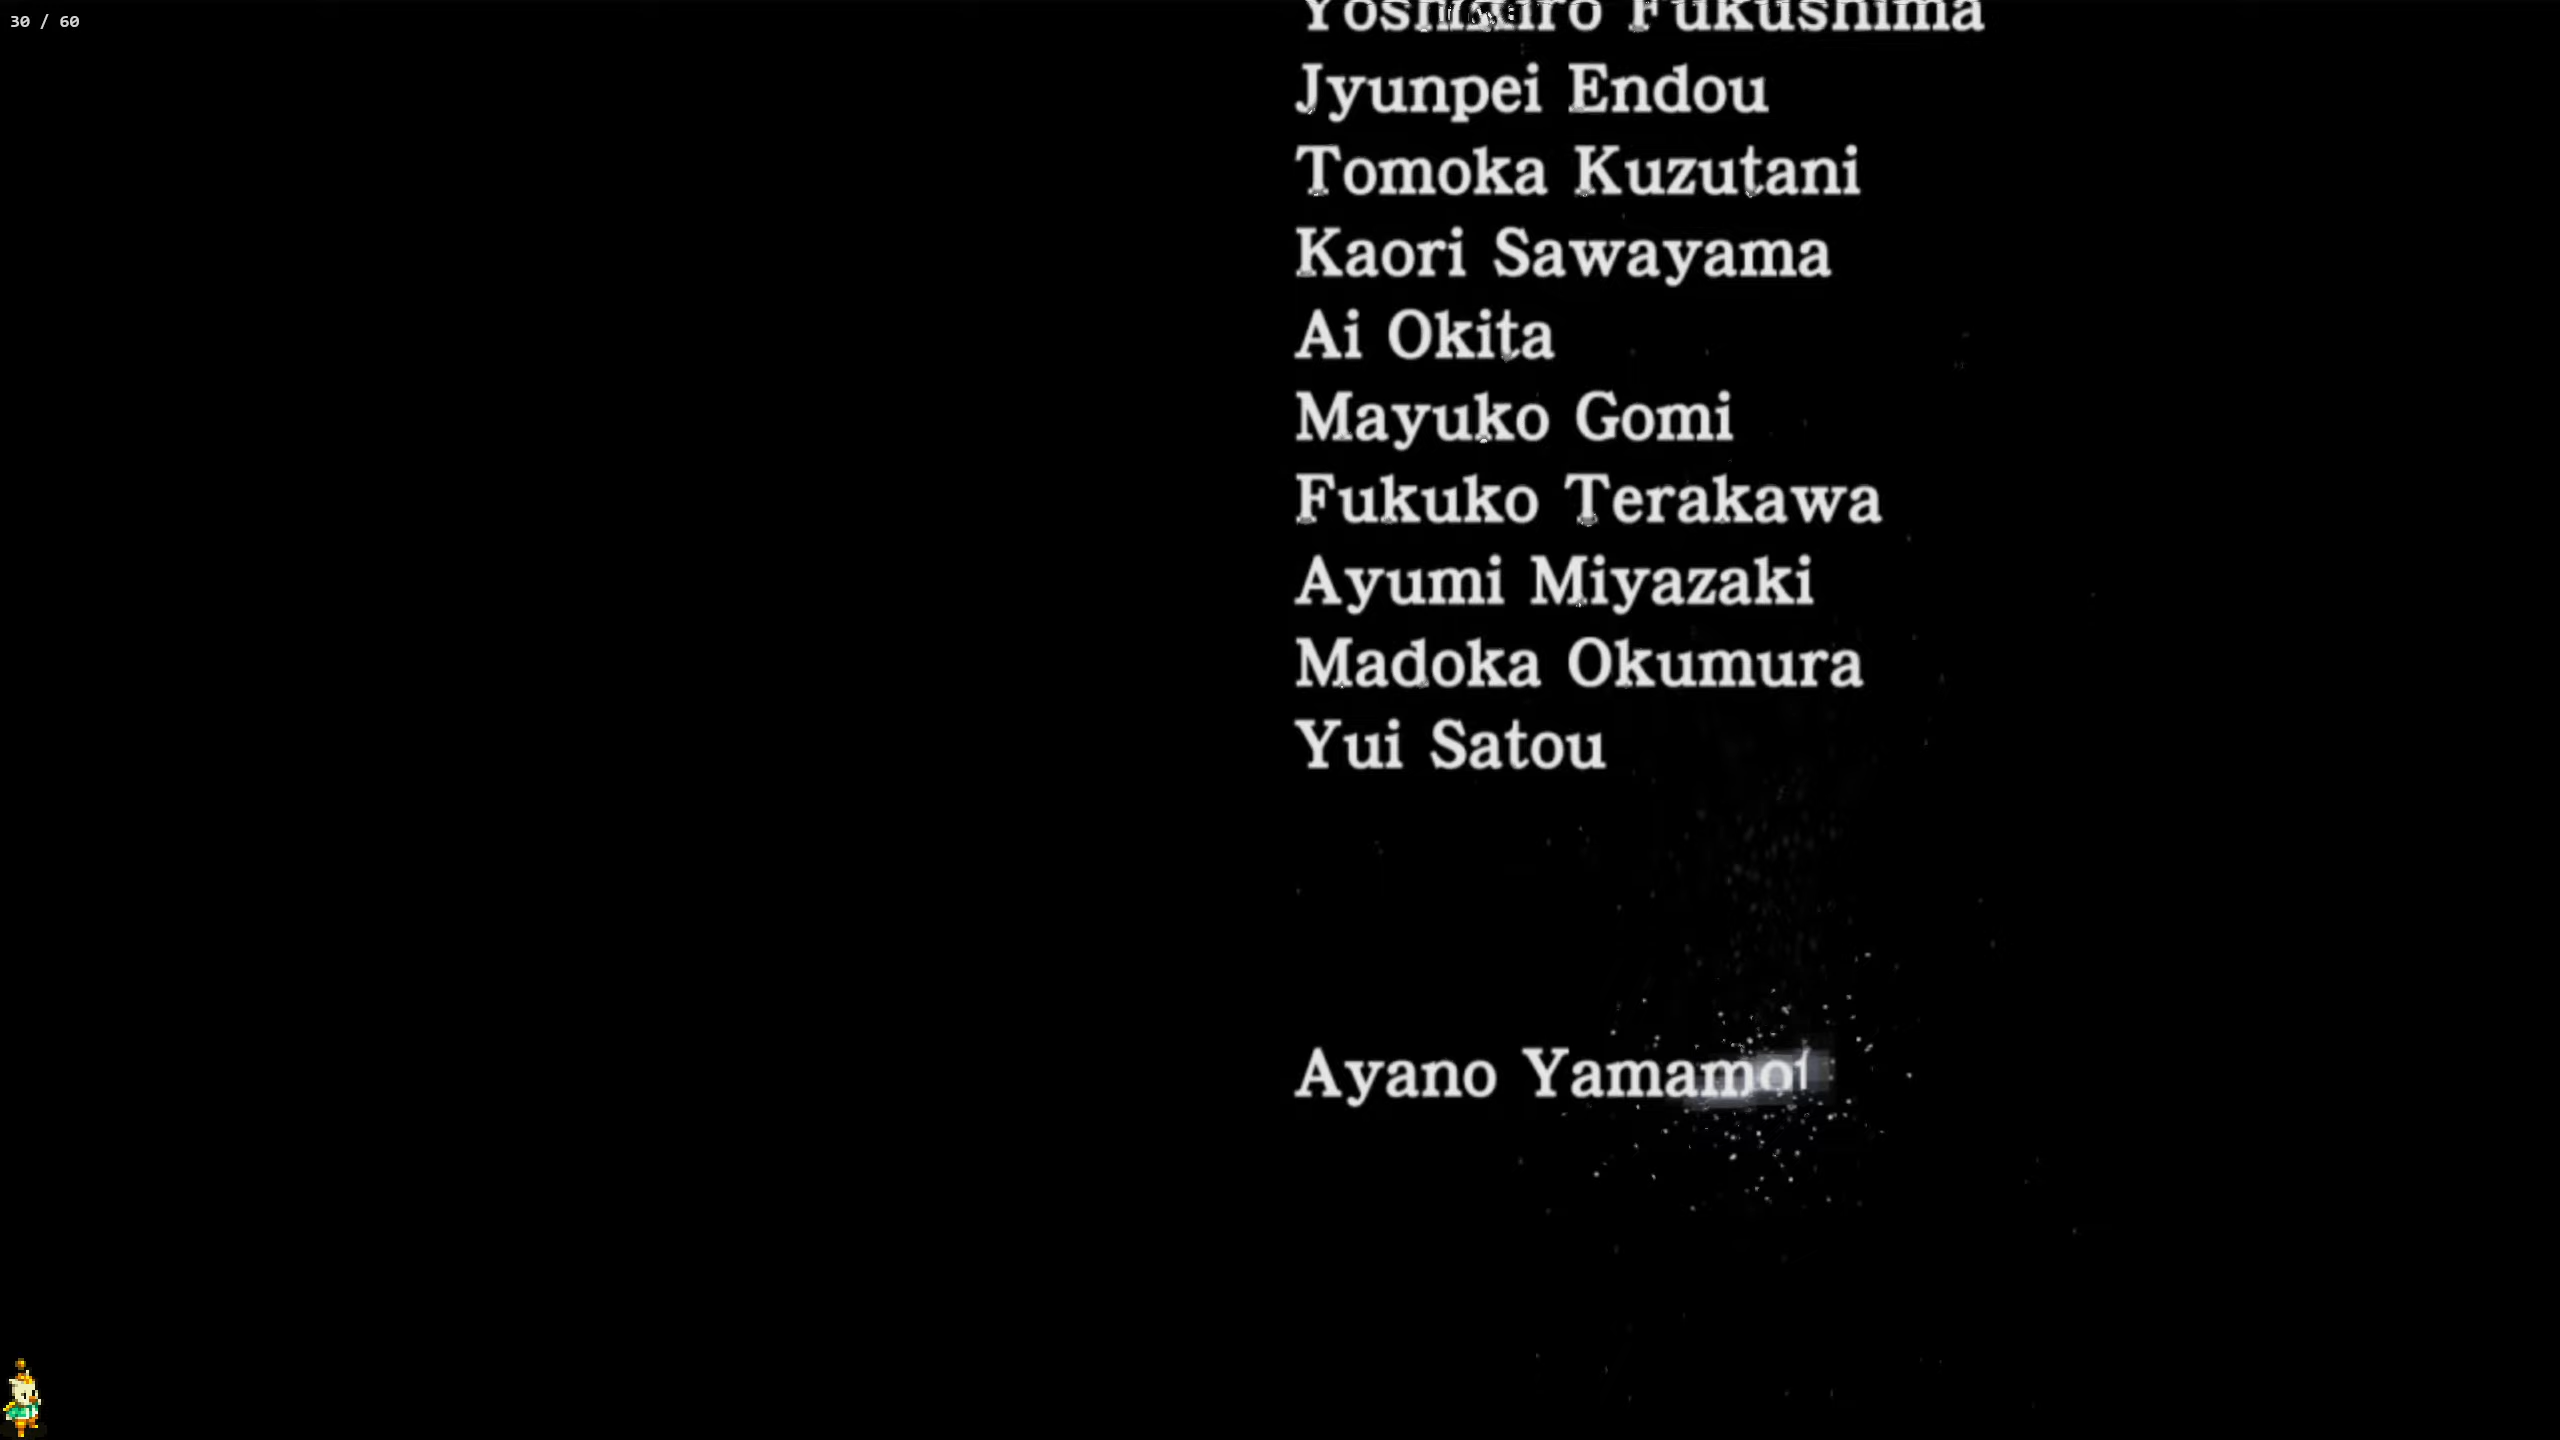 30 / 60
Fukushima
Jyunpei Endou
Tomoka Kuzutani
Kaori Sawayama
Ai Okita
Mayuko Gomi
Fukuko Terakawa
Ayumi Miyazaki
Madoka Okumura
Yui Satou
Ayano